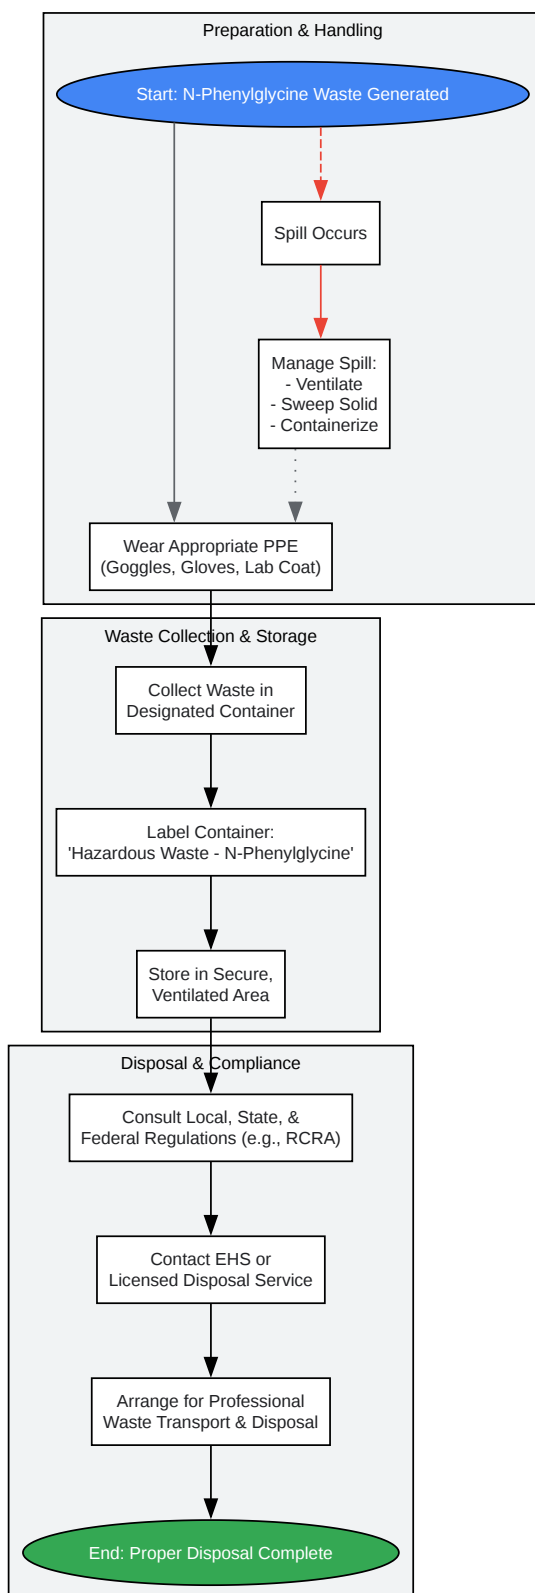 Preparation & Handling
Start: N-Phenylglycine Waste Generated
Spill Occurs
Manage Spill:
- Ventilate
- Sweep Solid
- Containerize
Wear Appropriate PPE
(Goggles, Gloves, Lab Coat)
Waste Collection & Storage
Collect Waste in
Designated Container
Label Container:
'Hazardous Waste - N-Phenylglycine'
Store in Secure,
Ventilated Area
Disposal & Compliance
Consult Local, State, &
Federal Regulations (e.g., RCRA)
Contact EHS or
Licensed Disposal Service
Arrange for Professional
Waste Transport & Disposal
End: Proper Disposal Complete